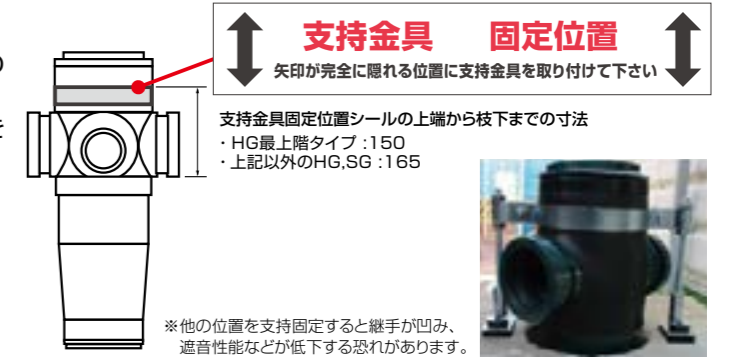 支持金具 固定位置
矢印が完全に隠れる位置に支持金具を取り付けて下さい
の
支持金具固定位置シールの上端から枝下までの寸法
・HG最上階タイプ :150
・上記以外のHG,SG :165
※他の位置を支持固定すると継手が凹み、
遮音性能などが低下する恐れがあります。